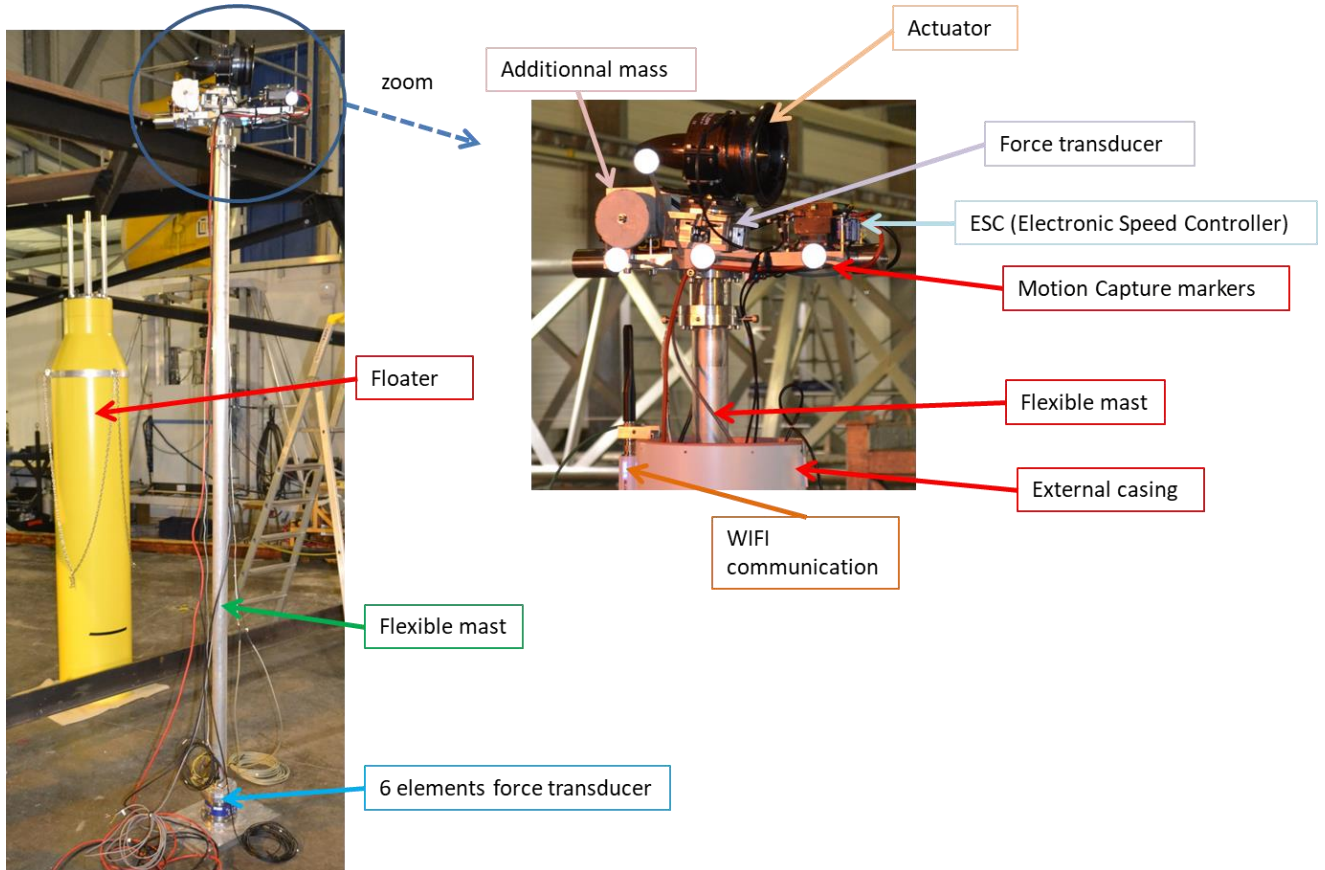 Actuator
zoom
Additionnal mass
Force transducer
ESC (Electronic Speed Controller)
Motion Capture markers
Floater
Flexible mast
External casing
WIFI
communication
Flexible mast
6 elements force transducer